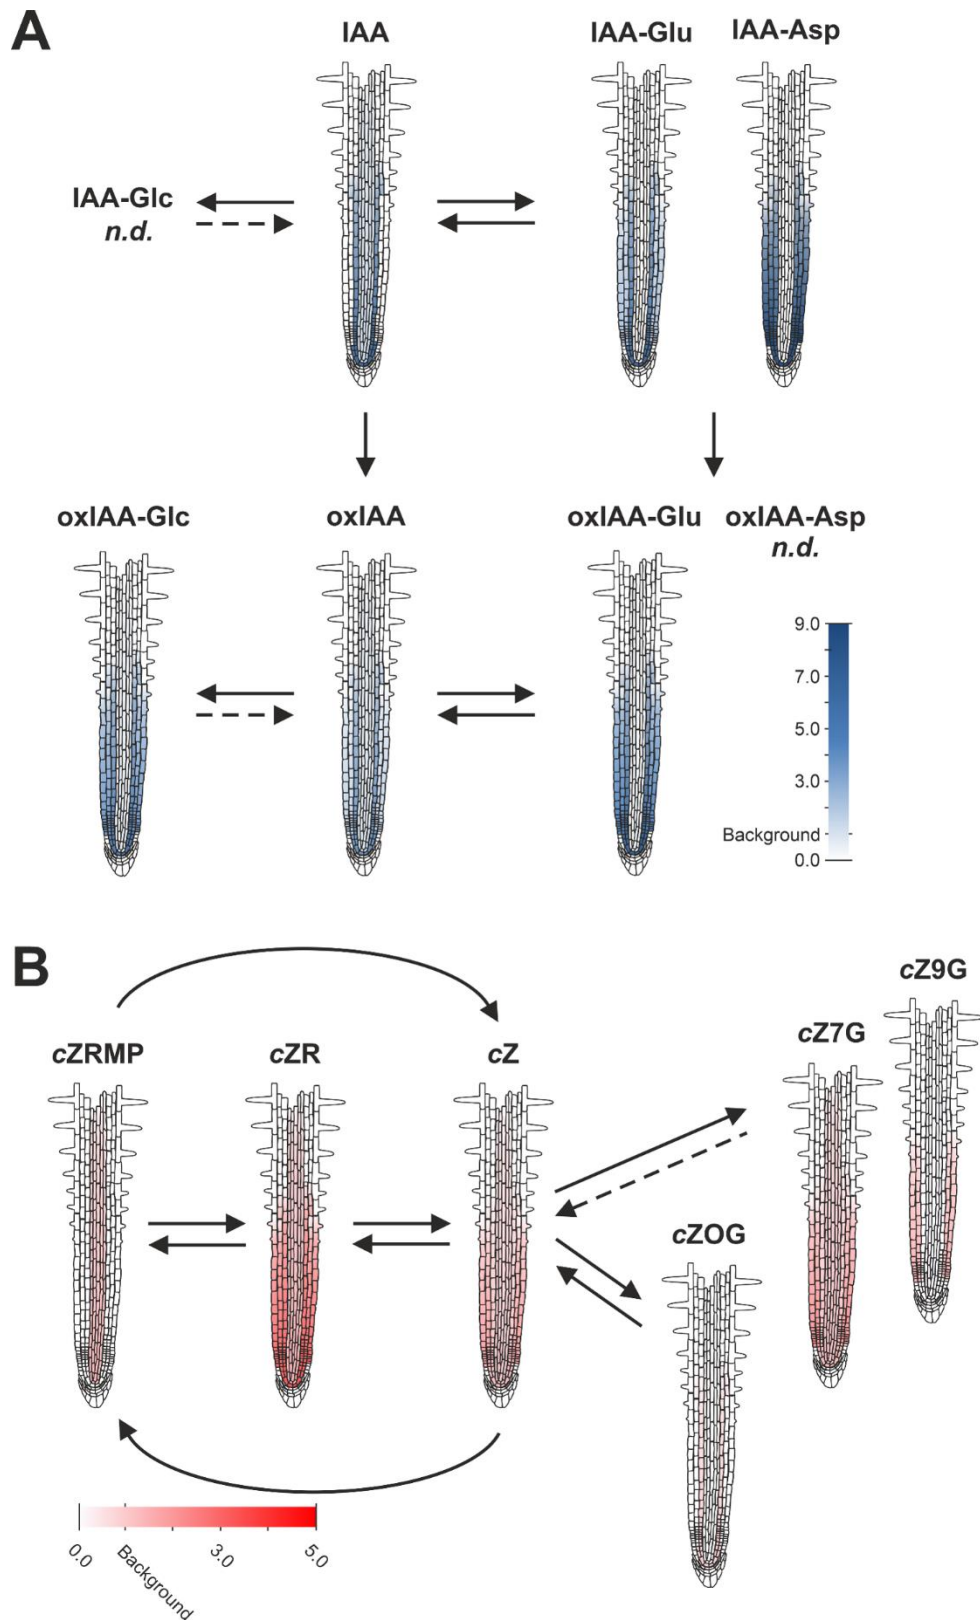 A
IAA
IAA-Glu
IAA-Asp
IAA-Glc
n.d.
oxIAA-Glc
oxIAA
oxIAA-Glu
oxIAA-Asp
n.d.
9.0
7.0
5.0
3.0
Background
0.0
B
cZ9G
cZ7G
cZRMP
cZR
cZ
cZOG
0.0
Background
3.0
5.0